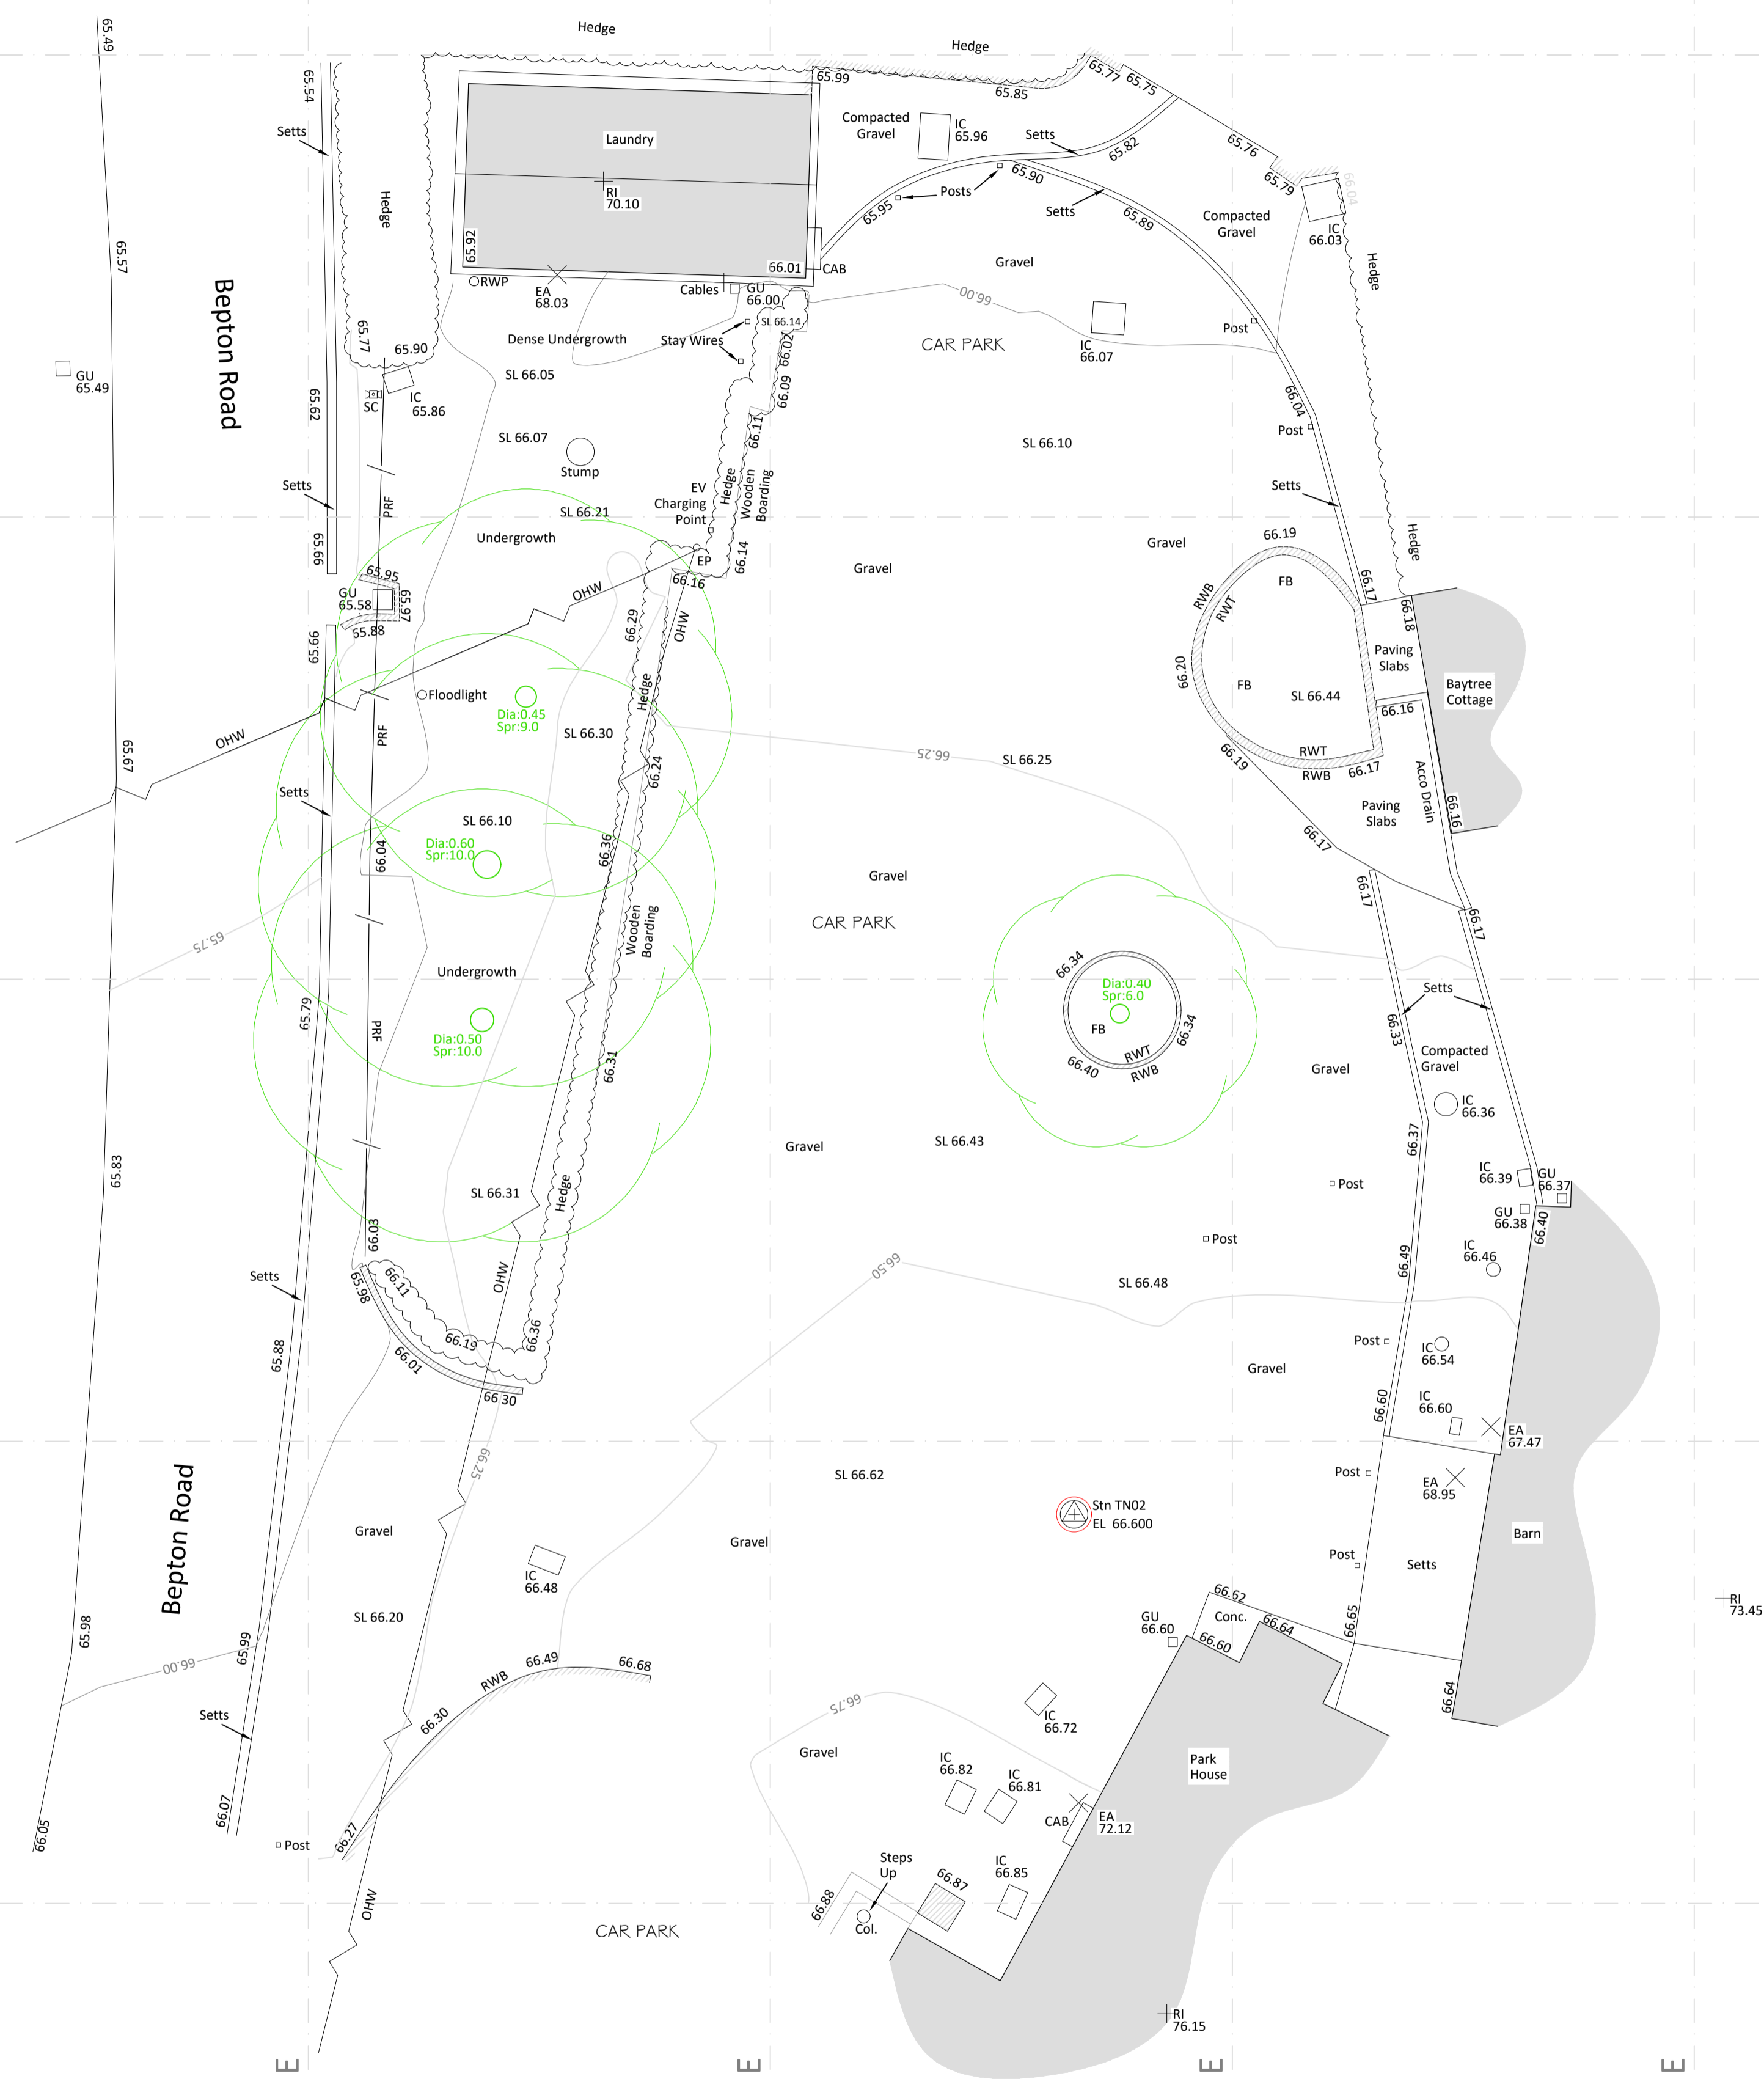 Hedge
Hedge
65.49
65.54
65.99
65.77
65.75
65.85
Setts
Laundry
Compacted
Gravel
IC
65.96
Setts
65.82
65.76
65.79
66.04
Hedge
RI
70.10
Posts
65.90
65.95
Setts
65.89
Compacted
Gravel
IC
66.03
65.57
65.92
66.01
CAB
Gravel
Hedge
RWP
EA
68.03
Cables
GU
66.00
66.00
Bepton Road
65.77
65.90
Dense Undergrowth
SL 66.14
Stay Wires
66.02
CAR PARK
IC
66.07
Post
GU
65.49
SC
IC
65.86
SL 66.05
66.09
65.62
66.04
SL 66.07
Stump
66.11
SL 66.10
Post
Setts
PRF
EV
Charging
Point
Hedge
Wooden
Boarding
Setts
SL 66.21
Undergrowth
65.66
EP
66.14
Gravel
Gravel
66.19
Hedge
65.95
GU
65.58
65.97
65.88
OHW
66.16
FB
RWB
RWT
66.17
66.18
65.66
66.29
OHW
Paving
Slabs
66.20
Floodlight
Hedge
FB
SL 66.44
Baytree
Cottage
Dia:0.45
Spr:9.0
66.16
OHW
PRF
SL 66.30
66.25
SL 66.25
RWT
RWB
66.19
66.17
65.67
66.24
Acco Drain
Setts
Paving
Slabs
66.16
SL 66.10
66.17
Dia:0.60
Spr:10.0
66.04
66.36
Gravel
66.17
CAR PARK
65.75
Wooden
Boarding
66.17
Undergrowth
66.34
Dia:0.40
Spr:6.0
Setts
65.79
PRF
Dia:0.50
Spr:10.0
FB
66.34
RWT
RWB
66.40
66.33
66.31
Gravel
Compacted
Gravel
IC
66.36
65.83
SL 66.43
Gravel
66.37
SL 66.31
Hedge
Post
IC
66.39
GU
66.37
GU
66.38
66.40
66.03
Post
66.49
IC
66.46
65.98
66.11
OHW
66.50
SL 66.48
Setts
65.88
66.19
66.36
66.01
Post
IC
66.54
66.30
Gravel
66.60
IC
66.60
EA
67.47
66.25
SL 66.62
Post
EA
68.95
Bepton Road
Stn TN02
EL 66.600
Gravel
Gravel
Barn
IC
66.48
Post
Setts
SL 66.20
66.52
Conc.
RI
73.45
65.98
65.99
GU
66.60
66.60
66.64
66.65
66.00
66.49
66.68
RWB
66.64
66.75
Setts
66.30
IC
66.72
Gravel
IC
66.82
Park
House
IC
66.81
66.07
66.05
66.27
Post
CAB
EA
72.12
Steps
Up
IC
66.85
66.87
OHW
66.88
Col.
CAR PARK
RI
76.15
E
E
E
E